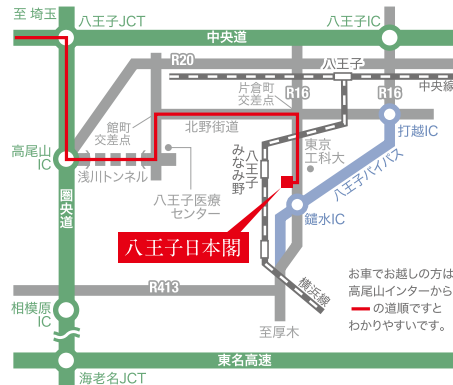 至 埼玉
八王子JCT
八王子IC
中央道
R20
八王子
中央線
片倉町
交差点
R16
R16
館町
交差点
北野街道
打越IC
高尾山
IC
東京
工科大
八王子
みなみ野
浅川トンネル
八王子バイパス
圏央道
八王子医療
センター
鑓水IC
八王子日本閣
横浜線
お車でお越しの方は
高尾山インターから
の道順ですと
わかりやすいです。
R413
相模原
IC
至厚木
東名高速
海老名JCT